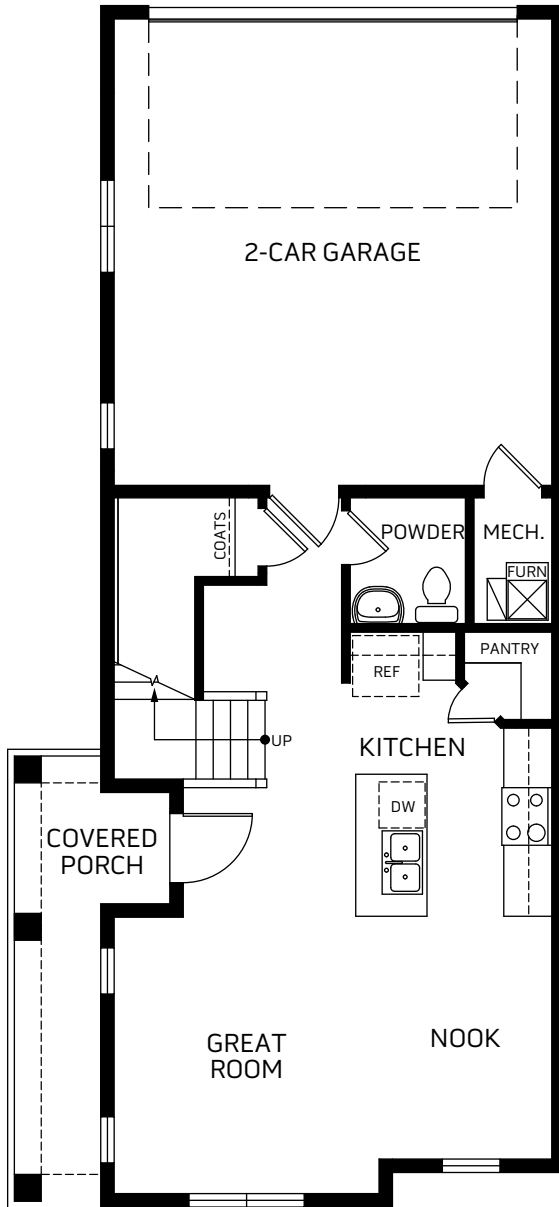 2-CAR GARAGE
COATS
POWDER
MECH.
FURN
REF
PANTRY
UP
KITCHEN
DW
COVERED
PORCH
GREAT
ROOM
NOOK